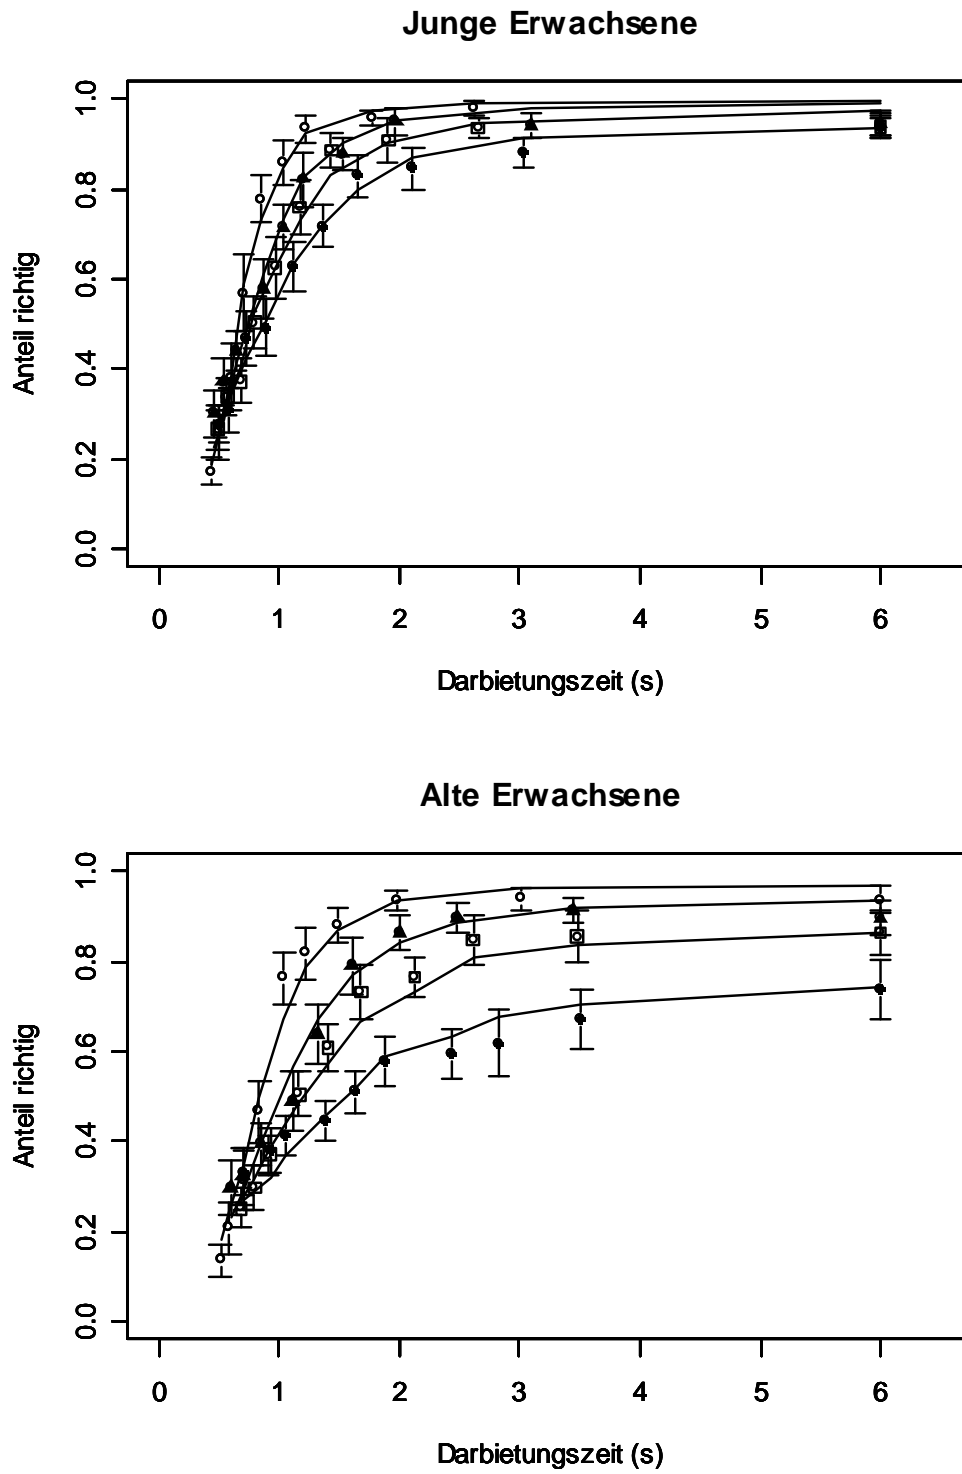 Junge Erwachsene
Anteil richtig
1.0
0.8
0.6
0.4
0.2
0.0
0 1 2 3 4 5 6
Darbietungszeit (s)
Alte Erwachsene
Anteil richtig
1.0
0.8
0.6
0.4
0.2
0.0
0 1 2 3 4 5 6
Darbietungszeit (s)